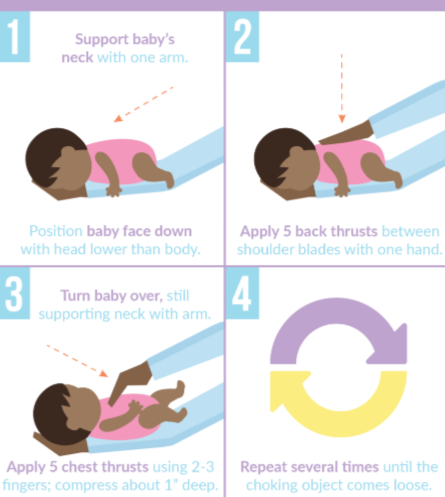 1
Support baby's
neck with one arm.
Position baby face down
with head lower than body.
2
Apply 5 back thrusts between
shoulder blades with one hand.
3
Turn baby over, still
supporting neck with arm.
Apply 5 chest thrusts using 2-3
fingers; compress about 1" deep.
4
Repeat several times until the
choking object comes loose.